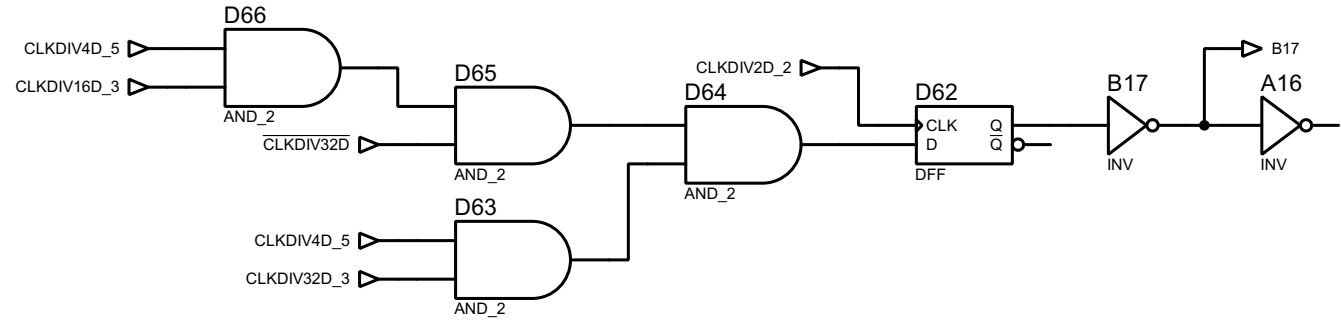 D66
CLKDIV4D_5
CLKDIV16D_3
AND_2
D65
CLKDIV32D
AND_2
D63
CLKDIV4D_5
CLKDIV32D_3
AND_2
D64
AND_2
CLKDIV2D_2
D62
CLK Q
D Q
DFF
B17
INV
B17
A16
INV